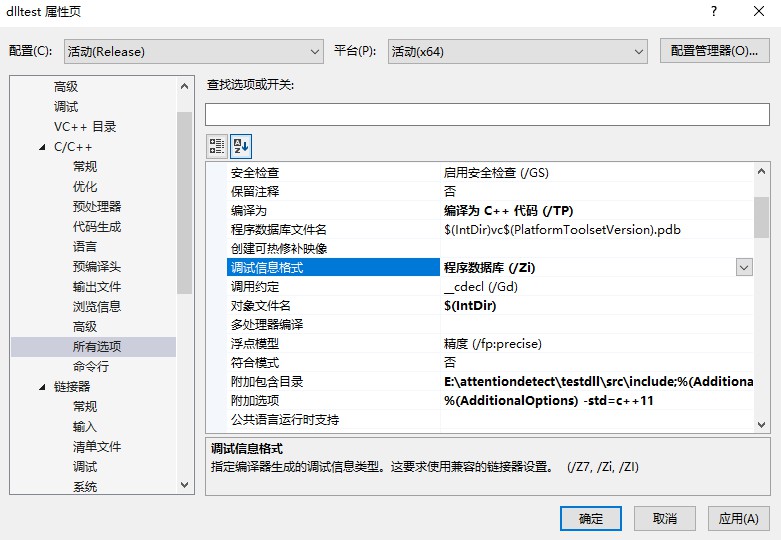 dlltest 属性页
配置(C): 活动(Release) 平台(P): 活动(x64) 配置管理器(O)...
高级
调试
VC++ 目录
C/C++
常规
优化
预处理器
代码生成
语言
预编译头
输出文件
浏览信息
高级
所有选项
命令行
链接器
常规
输入
清单文件
调试
系统
查找选项或开关:
安全检查 启用安全检查 (/GS)
保留注释 否
编译为 编译为 C++ 代码 (/TP)
程序数据库文件名 $(IntDir)vc$(PlatformToolsetVersion).pdb
创建可热修补映像
调试信息格式 程序数据库 (/Zi)
调用约定 __cdecl (/Gd)
对象文件名 $(IntDir)
多处理器编译
浮点模型 精度 (/fp:precise)
符合模式 否
附加包含目录 E:\attentiondetect\testdll\src\include;%(Additiona
附加选项 %(AdditionalOptions) -std=c++11
公共语言运行时支持
调试信息格式
指定编译器生成的调试信息类型。这要求使用兼容的链接器设置。 (/Z7, /Zi, /ZI)
确定 取消 应用(A)